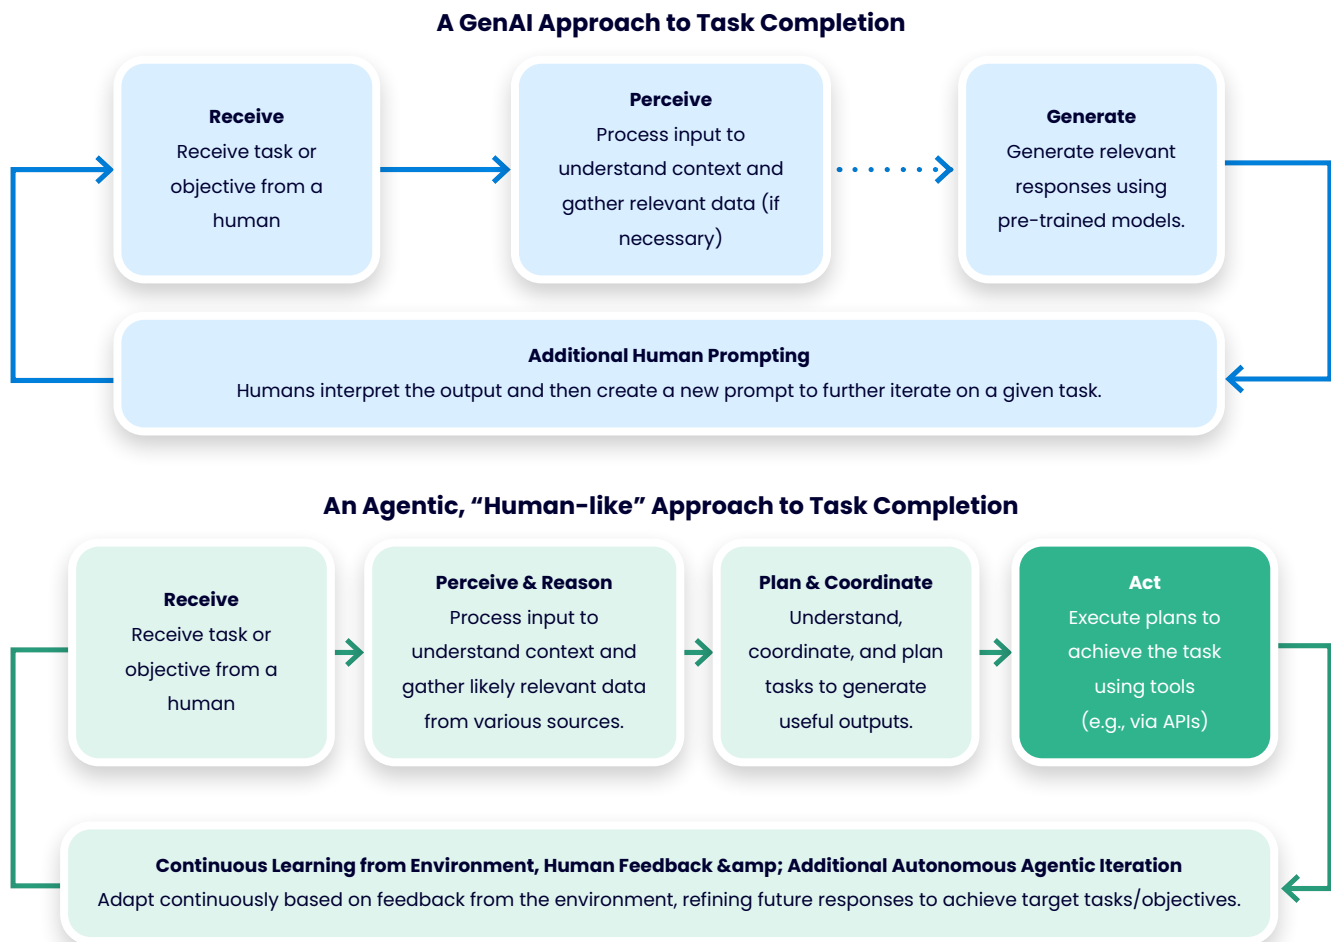 A GenAI Approach to Task Completion
Receive
Receive task or
objective from a
human
Perceive
Process input to
understand context and
gather relevant data (if
necessary)
Generate
Generate relevant
responses using
pre-trained models.
Additional Human Prompting
Humans interpret the output and then create a new prompt to further iterate on a given task.
An Agentic, “Human-like” Approach to Task Completion
Receive
Receive task or
objective from a
human
Perceive & Reason
Process input to
understand context and
gather likely relevant data
from various sources.
Plan & Coordinate
Understand,
coordinate, and plan
tasks to generate
useful outputs.
Act
Execute plans to
achieve the task
using tools
(e.g., via APIs)
Continuous Learning from Environment, Human Feedback &amp; Additional Autonomous Agentic Iteration
Adapt continuously based on feedback from the environment, refining future responses to achieve target tasks/objectives.